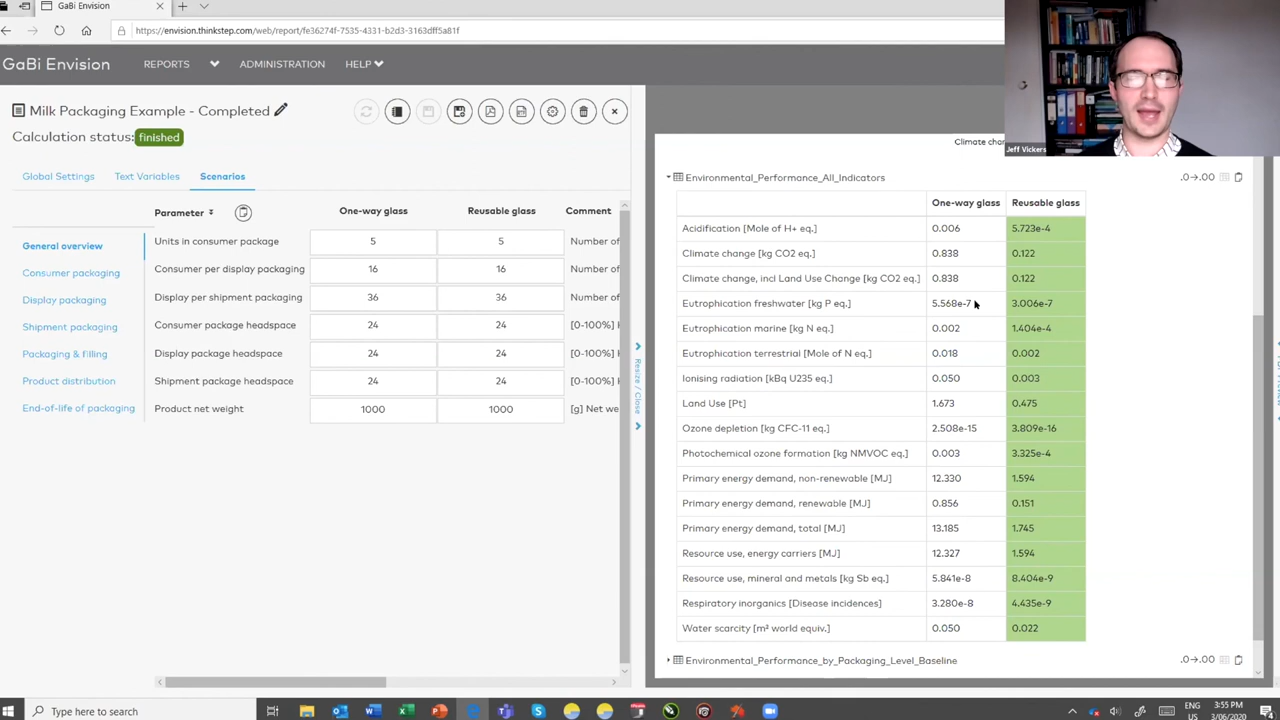 GaBi Envision
https://envision.thinkstep.com/web/report/fe36274f-7535-4331-b2d3-3163dff5a81f
GaBi Envision
REPORTS
ADMINISTRATION
HELP
Jeff Vickers
Milk Packaging Example - Completed
Calculation status: finished
Global Settings
Text Variables
Scenarios
Parameter One-way glass Reusable glass Comment
General overview
Consumer packaging
Display packaging
Shipment packaging
Packaging & filling
Product distribution
End-of-life of packaging
Units in consumer package 5 5 Number of
Consumer per display packaging 16 16 Number of
Display per shipment packaging 36 36 Number of
Consumer package headspace 24 24 [0-100%]
Display package headspace 24 24 [0-100%]
Shipment package headspace 24 24 [0-100%]
Product net weight 1000 1000 [g] Net we
Resize / Close
Climate chan
Environmental_Performance_All_Indicators .0→.00
One-way glass Reusable glass
Acidification [Mole of H+ eq.] 0.006 5.723e-4
Climate change [kg CO2 eq.] 0.838 0.122
Climate change, incl Land Use Change [kg CO2 eq.] 0.838 0.122
Eutrophication freshwater [kg P eq.] 5.568e-7 3.006e-7
Eutrophication marine [kg N eq.] 0.002 1.404e-4
Eutrophication terrestrial [Mole of N eq.] 0.018 0.002
Ionising radiation [kBq U235 eq.] 0.050 0.003
Land Use [Pt] 1.673 0.475
Ozone depletion [kg CFC-11 eq.] 2.508e-15 3.809e-16
Photochemical ozone formation [kg NMVOC eq.] 0.003 3.325e-4
Primary energy demand, non-renewable [MJ] 12.330 1.594
Primary energy demand, renewable [MJ] 0.856 0.151
Primary energy demand, total [MJ] 13.185 1.745
Resource use, energy carriers [MJ] 12.327 1.594
Resource use, mineral and metals [kg Sb eq.] 5.841e-8 8.404e-9
Respiratory inorganics [Disease incidences] 3.280e-8 4.435e-9
Water scarcity [m² world equiv.] 0.050 0.022
Environmental_Performance_by_Packaging_Level_Baseline .0→.00
Type here to search
ENG
US
3:55 PM
3/06/2020